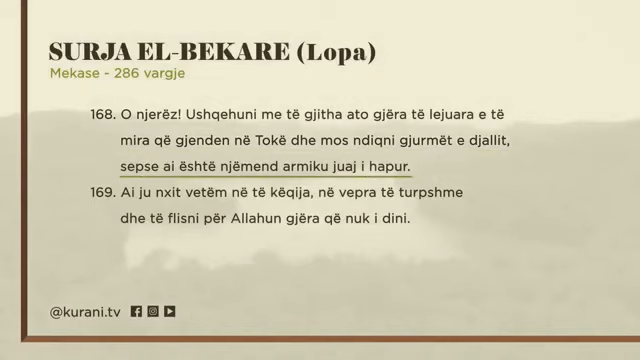 SURJA EL-BEKARE (Lopa)
Mekase - 286 vargje
168. O njerëz! Ushqehuni me të gjitha ato gjëra të lejuara e të
mira që gjenden në Tokë dhe mos ndiqni gjurmët e djallit,
sepse ai është njëmend armiku juaj i hapur.
169. Ai ju nxit vetëm në të këqija, në vepra të turpshme
dhe të flisni për Allahun gjëra që nuk i dini.
@kurani.tv